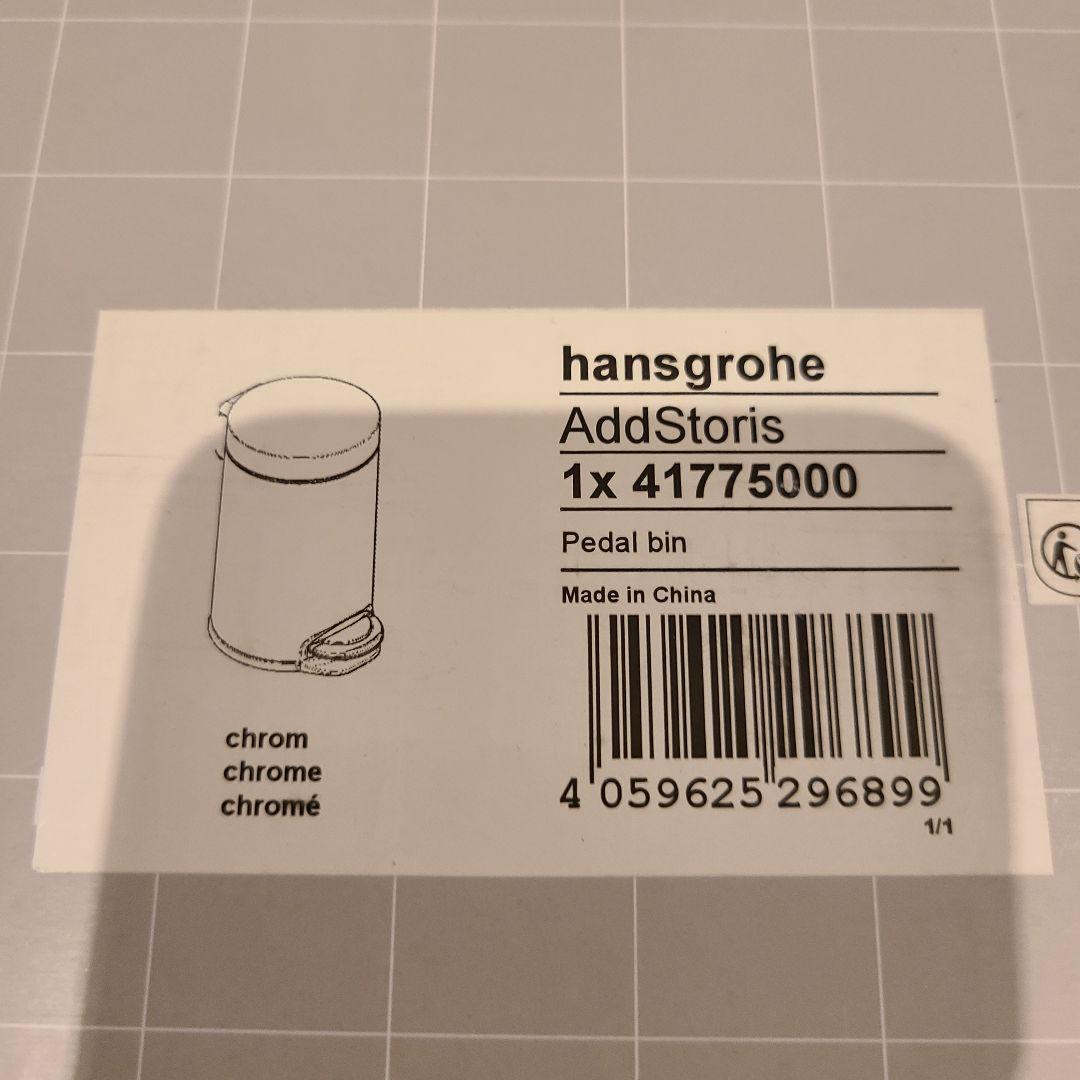 hansgrohe
AddStoris
1x 41775000
Pedal bin
Made in China
4 059625 296899
1/1
chrom
chrome
chromé